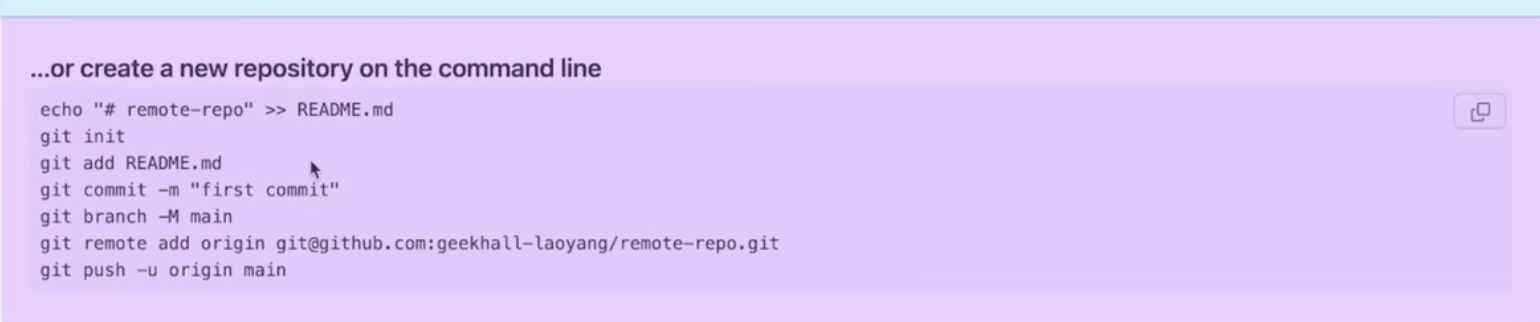 ...or create a new repository on the command line
echo "# remote-repo" >> README.md
git init
git add README.md
git commit -m "first commit"
git branch -M main
git remote add origin git@github.com:geekhall-laoyang/remote-repo.git
git push -u origin main